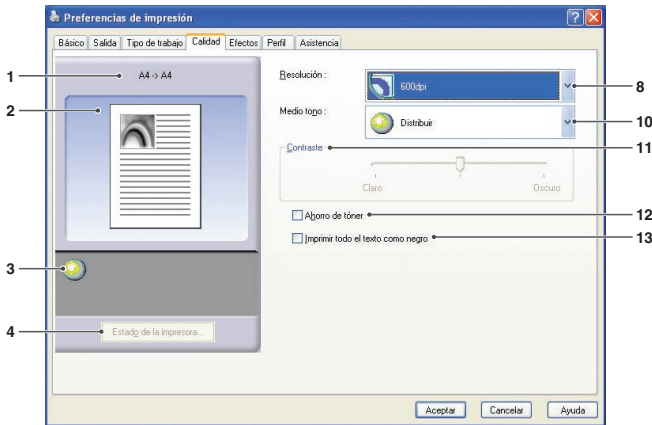 Preferencias de impresión
Básico Salida Tipo de trabajo Calidad Efectos Perfil Asistencia
1
A4 -> A4
2
3
4
Estado de la impresora...
Resolución :
600dpi
8
Medio tono :
Distribuir
10
Contraste
11
Claro Oscuro
Ahorro de tóner
12
Imprimir todo el texto como negro
13
Aceptar Cancelar Ayuda